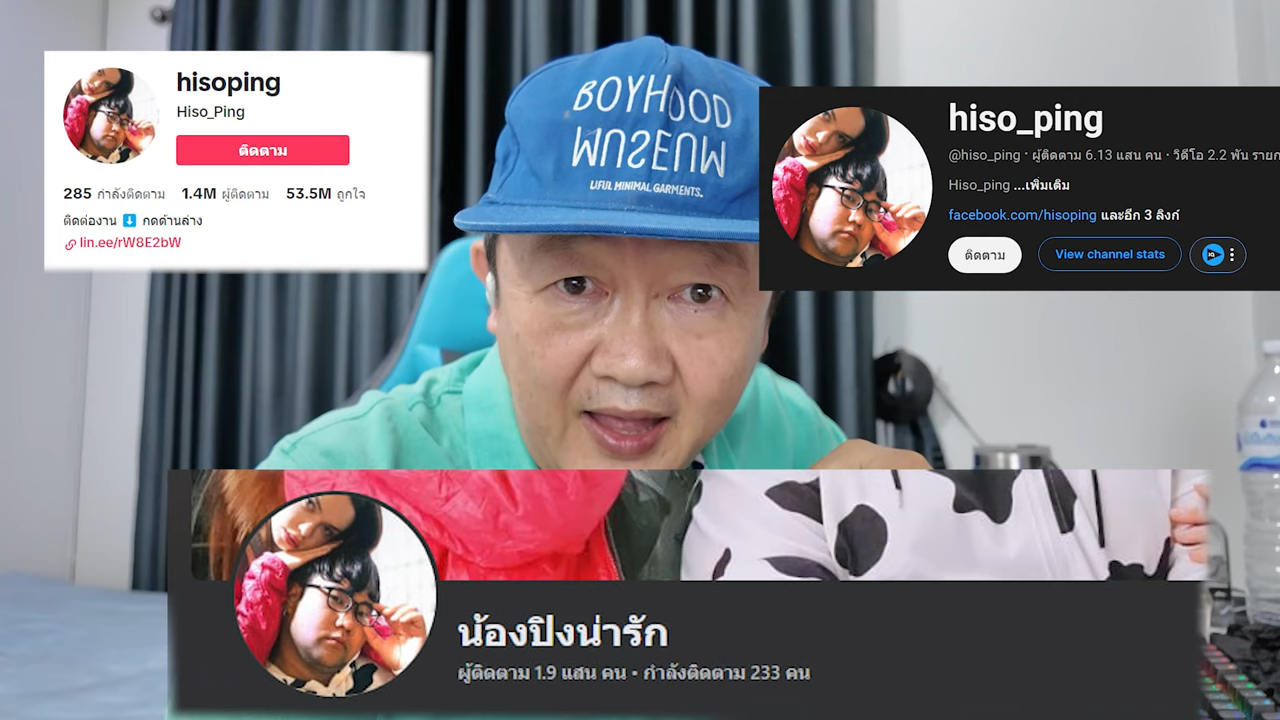 hisoping
Hiso_Ping
ติดตาม
285 กำลังติดตาม 1.4M ผู้ติดตาม 53.5M ถูกใจ
ติดต่องาน ⬇️ กดด้านล่าง
lin.ee/rW8E2bW
BOYHOOD
MUSEUM
LIFUL MINIMAL GARMENTS.
hiso_ping
@hiso_ping · ผู้ติดตาม 6.13 แสน คน · วิดีโอ 2.2 พัน รายก
Hiso_ping ...เพิ่มเติม
facebook.com/hisoping และอีก 3 ลิงก์
ติดตาม
View channel stats
IQ
น้องปิงน่ารัก
ผู้ติดตาม 1.9 แสน คน • กำลังติดตาม 233 คน